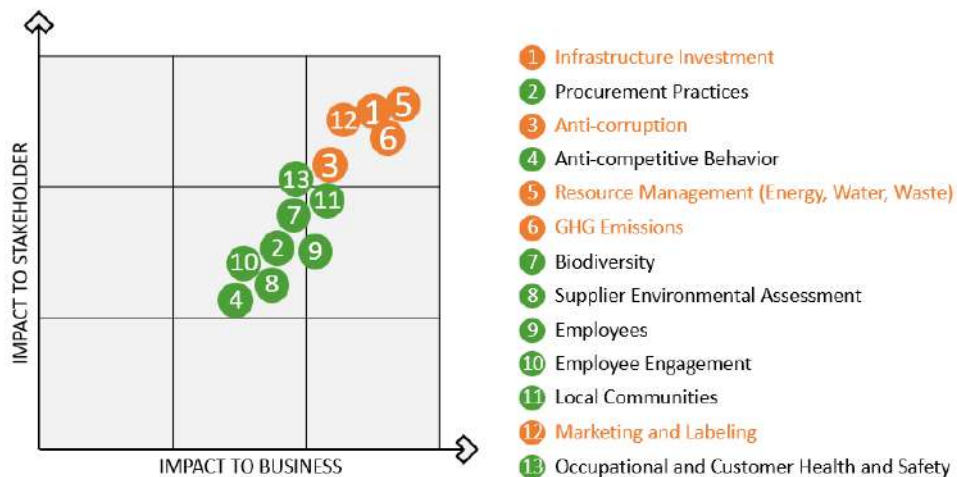 IMPACT TO STAKEHOLDER
12 1 5
6
3
13
11
7
2 9
10
8
4
IMPACT TO BUSINESS
1 Infrastructure Investment
2 Procurement Practices
3 Anti-corruption
4 Anti-competitive Behavior
5 Resource Management (Energy, Water, Waste)
6 GHG Emissions
7 Biodiversity
8 Supplier Environmental Assessment
9 Employees
10 Employee Engagement
11 Local Communities
12 Marketing and Labeling
13 Occupational and Customer Health and Safety